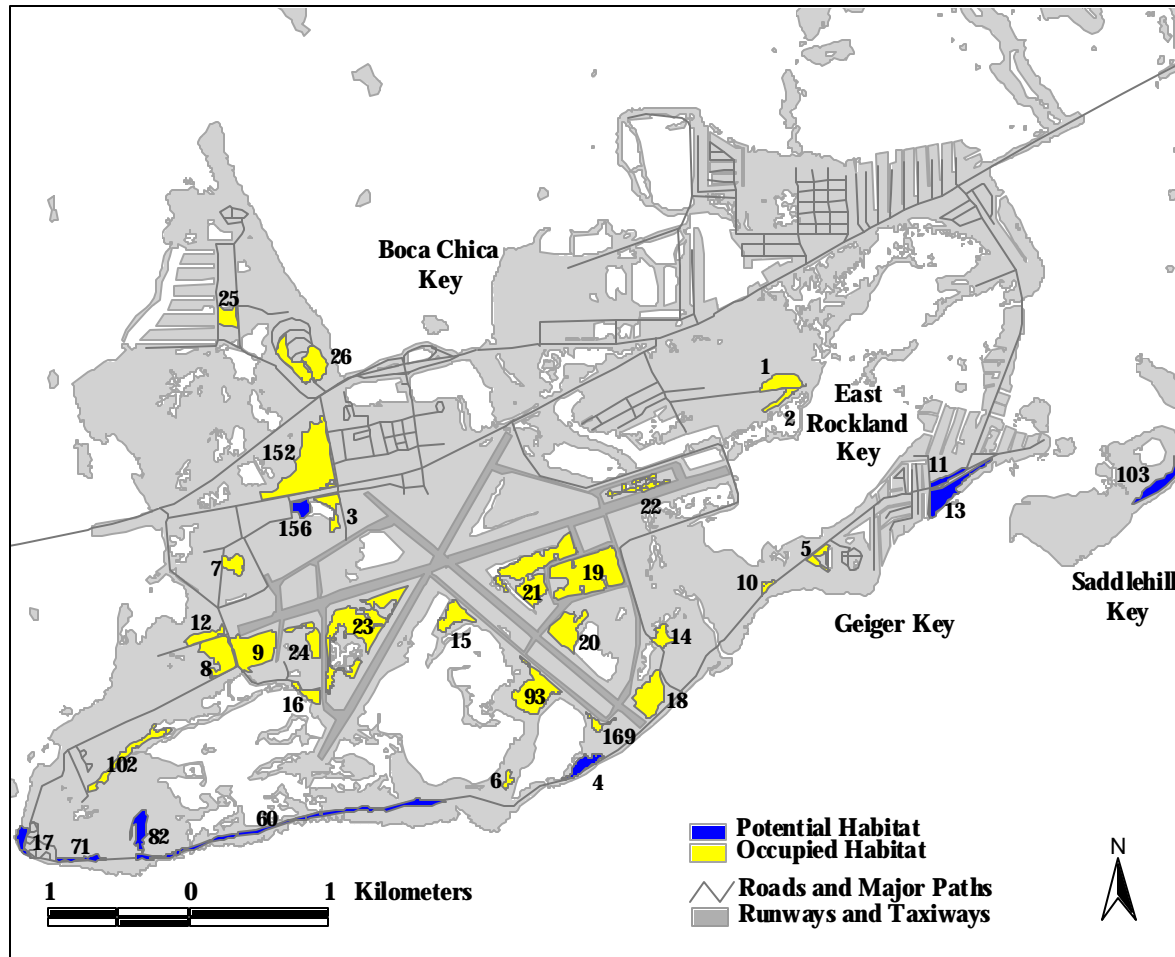 Boca Chica
Key
25
26
1
2
East
Rockland
Key
152
156
3
22
11
13
103
7
21
19
5
10
Saddlehill
Key
Geiger Key
12
8
9
24
23
15
20
14
16
93
18
169
102
6
4
60
17
71
82
Potential Habitat
Occupied Habitat
Roads and Major Paths
Runways and Taxiways
1 0 1 Kilometers
N